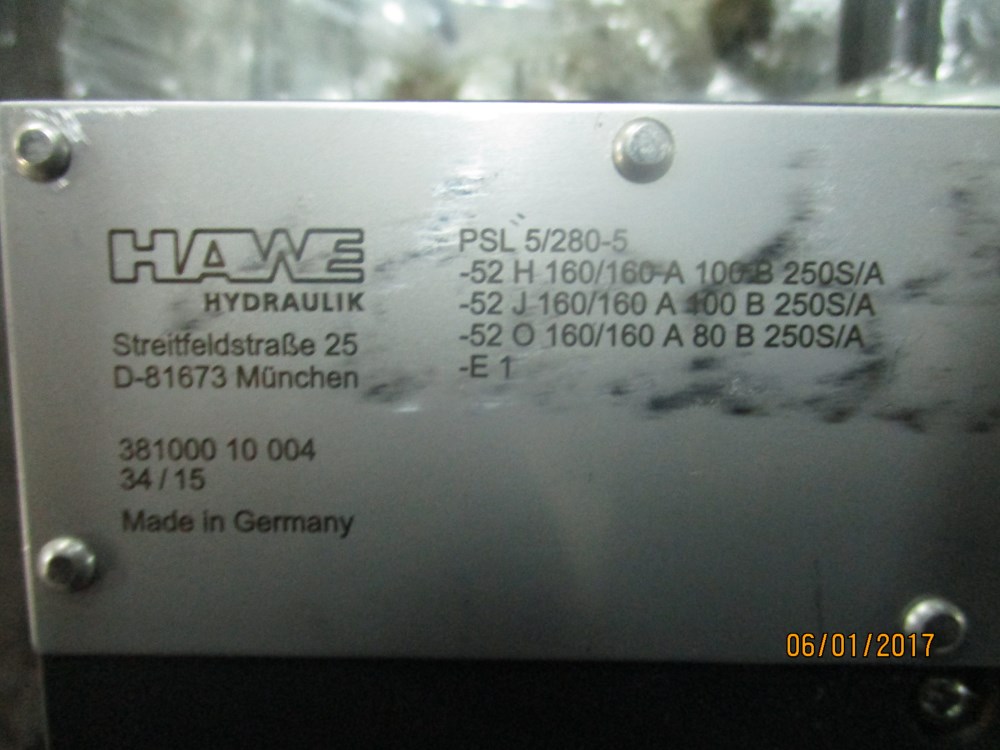 HAWE
HYDRAULIK
Streitfeldstraße 25
D-81673 München
381000 10 004
34 / 15
Made in Germany
PSL 5/280-5
-52 H 160/160 A 100 B 250S/A
-52 J 160/160 A 100 B 250S/A
-52 O 160/160 A 80 B 250S/A
-E 1
06/01/2017